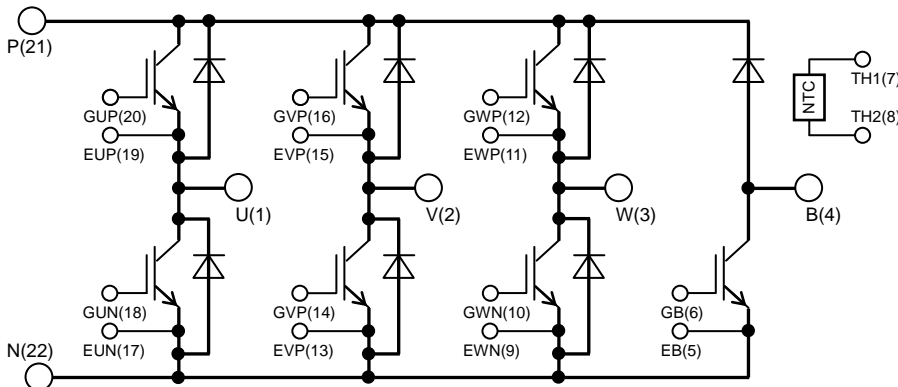 P(21)
GUP(20)
GVP(16)
GWP(12)
NTC
TH1(7)
TH2(8)
EUP(19)
EVP(15)
EWP(11)
U(1)
V(2)
W(3)
B(4)
GUN(18)
GVP(14)
GWN(10)
GB(6)
EUN(17)
EVP(13)
EWN(9)
EB(5)
N(22)